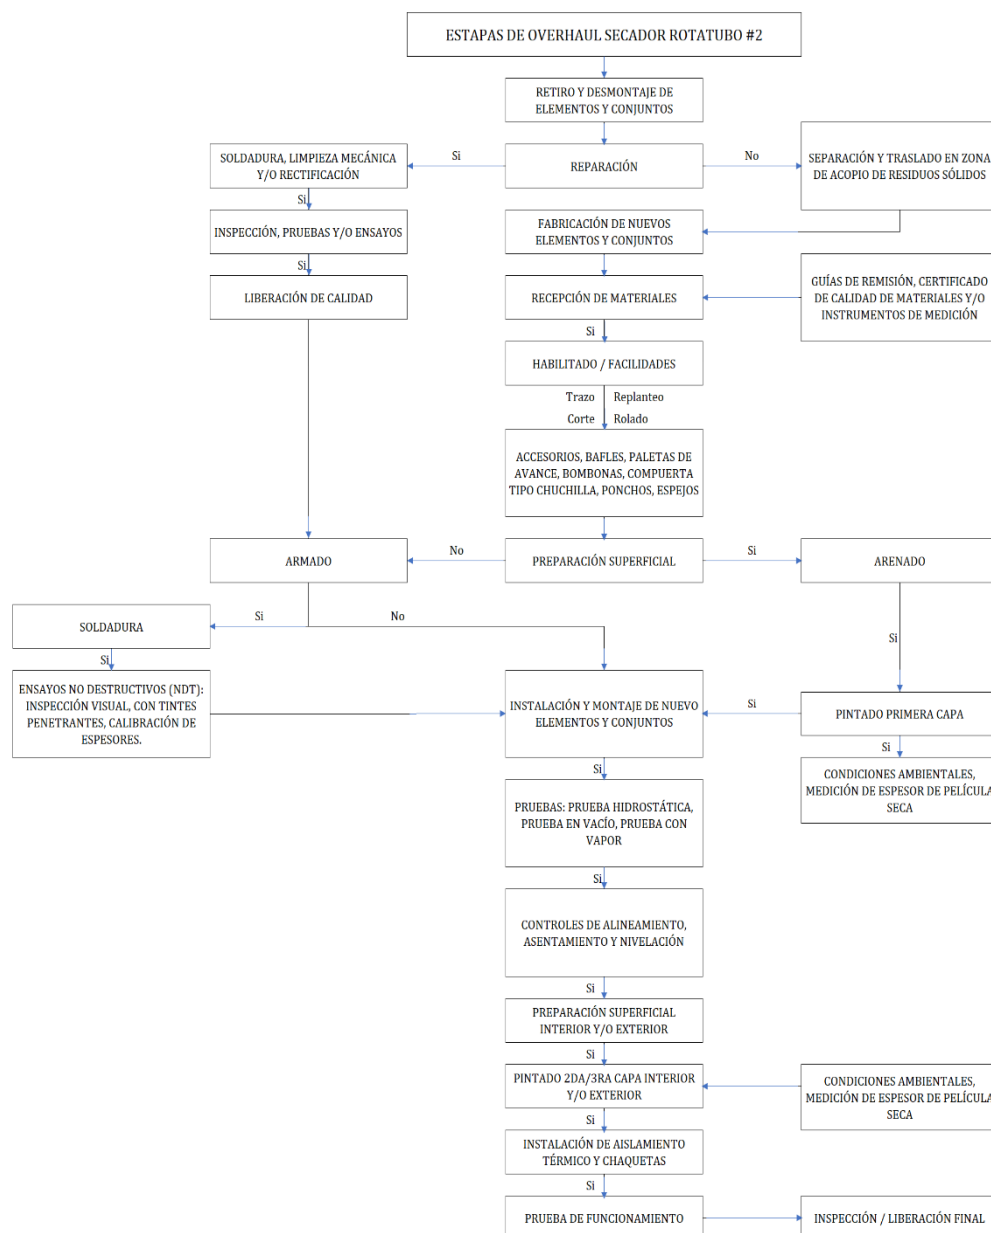 ESTAPAS DE OVERHAUL SECADOR ROTATUBO #2
RETIRO Y DESMONTAJE DE
ELEMENTOS Y CONJUNTOS
SOLDADURA, LIMPIEZA MECÁNICA
Y/O RECTIFICACIÓN
Si
REPARACIÓN
No
SEPARACIÓN Y TRASLADO EN ZONA
DE ACOPIO DE RESIDUOS SÓLIDOS
Si
INSPECCIÓN, PRUEBAS Y/O ENSAYOS
FABRICACIÓN DE NUEVOS
ELEMENTOS Y CONJUNTOS
Si
LIBERACIÓN DE CALIDAD
RECEPCIÓN DE MATERIALES
GUÍAS DE REMISIÓN, CERTIFICADO
DE CALIDAD DE MATERIALES Y/O
INSTRUMENTOS DE MEDICIÓN
Si
HABILITADO / FACILIDADES
Trazo Replanteo
Corte Rolado
ACCESORIOS, BAFLES, PALETAS DE
AVANCE, BOMBONAS, COMPUERTA
TIPO CHUCHILLA, PONCHOS, ESPEJOS
ARMADO
No
PREPARACIÓN SUPERFICIAL
Si
ARENADO
SOLDADURA
Si
No
Si
Si
ENSAYOS NO DESTRUCTIVOS (NDT):
INSPECCIÓN VISUAL, CON TINTES
PENETRANTES, CALIBRACIÓN DE
ESPESORES.
INSTALACIÓN Y MONTAJE DE NUEVO
ELEMENTOS Y CONJUNTOS
Si
PINTADO PRIMERA CAPA
Si
CONDICIONES AMBIENTALES,
MEDICIÓN DE ESPESOR DE PELÍCULA
SECA
Si
PRUEBAS: PRUEBA HIDROSTÁTICA,
PRUEBA EN VACÍO, PRUEBA CON
VAPOR
Si
CONTROLES DE ALINEAMIENTO,
ASENTAMIENTO Y NIVELACIÓN
Si
PREPARACIÓN SUPERFICIAL
INTERIOR Y/O EXTERIOR
Si
PINTADO 2DA/3RA CAPA INTERIOR
Y/O EXTERIOR
CONDICIONES AMBIENTALES,
MEDICIÓN DE ESPESOR DE PELÍCULA
SECA
Si
INSTALACIÓN DE AISLAMIENTO
TÉRMICO Y CHAQUETAS
Si
PRUEBA DE FUNCIONAMIENTO
INSPECCIÓN / LIBERACIÓN FINAL